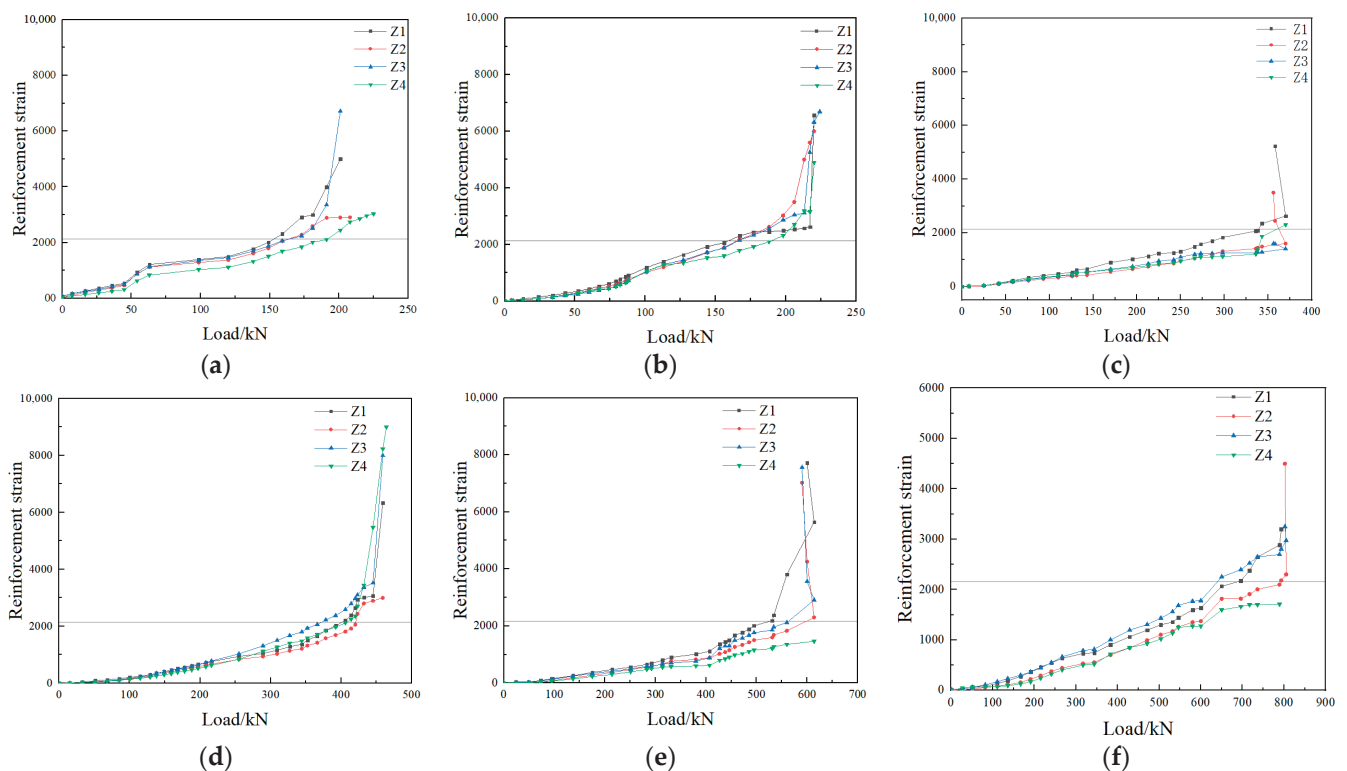 10,000
8000
6000
4000
2000
00
0 50 100 150 200 250
Reinforcement strain
Load/kN
Z1
Z2
Z3
Z4
(a)
10,000
8000
6000
4000
2000
0
0 50 100 150 200 250
Reinforcement strain
Load/kN
Z1
Z2
Z3
Z4
(b)
10,000
8000
6000
4000
2000
0
0 50 100 150 200 250 300 350 400
Reinforcement strain
Load/kN
Z1
Z2
Z3
Z4
(c)
10,000
8000
6000
4000
2000
0
0 100 200 300 400 500
Reinforcement strain
Load/kN
Z1
Z2
Z3
Z4
(d)
10,000
8000
6000
4000
2000
0
0 100 200 300 400 500 600 700
Reinforcement strain
Load/kN
Z1
Z2
Z3
Z4
(e)
6000
5000
4000
3000
2000
1000
0
0 100 200 300 400 500 600 700 800 900
Reinforcement strain
Load/kN
Z1
Z2
Z3
Z4
(f)